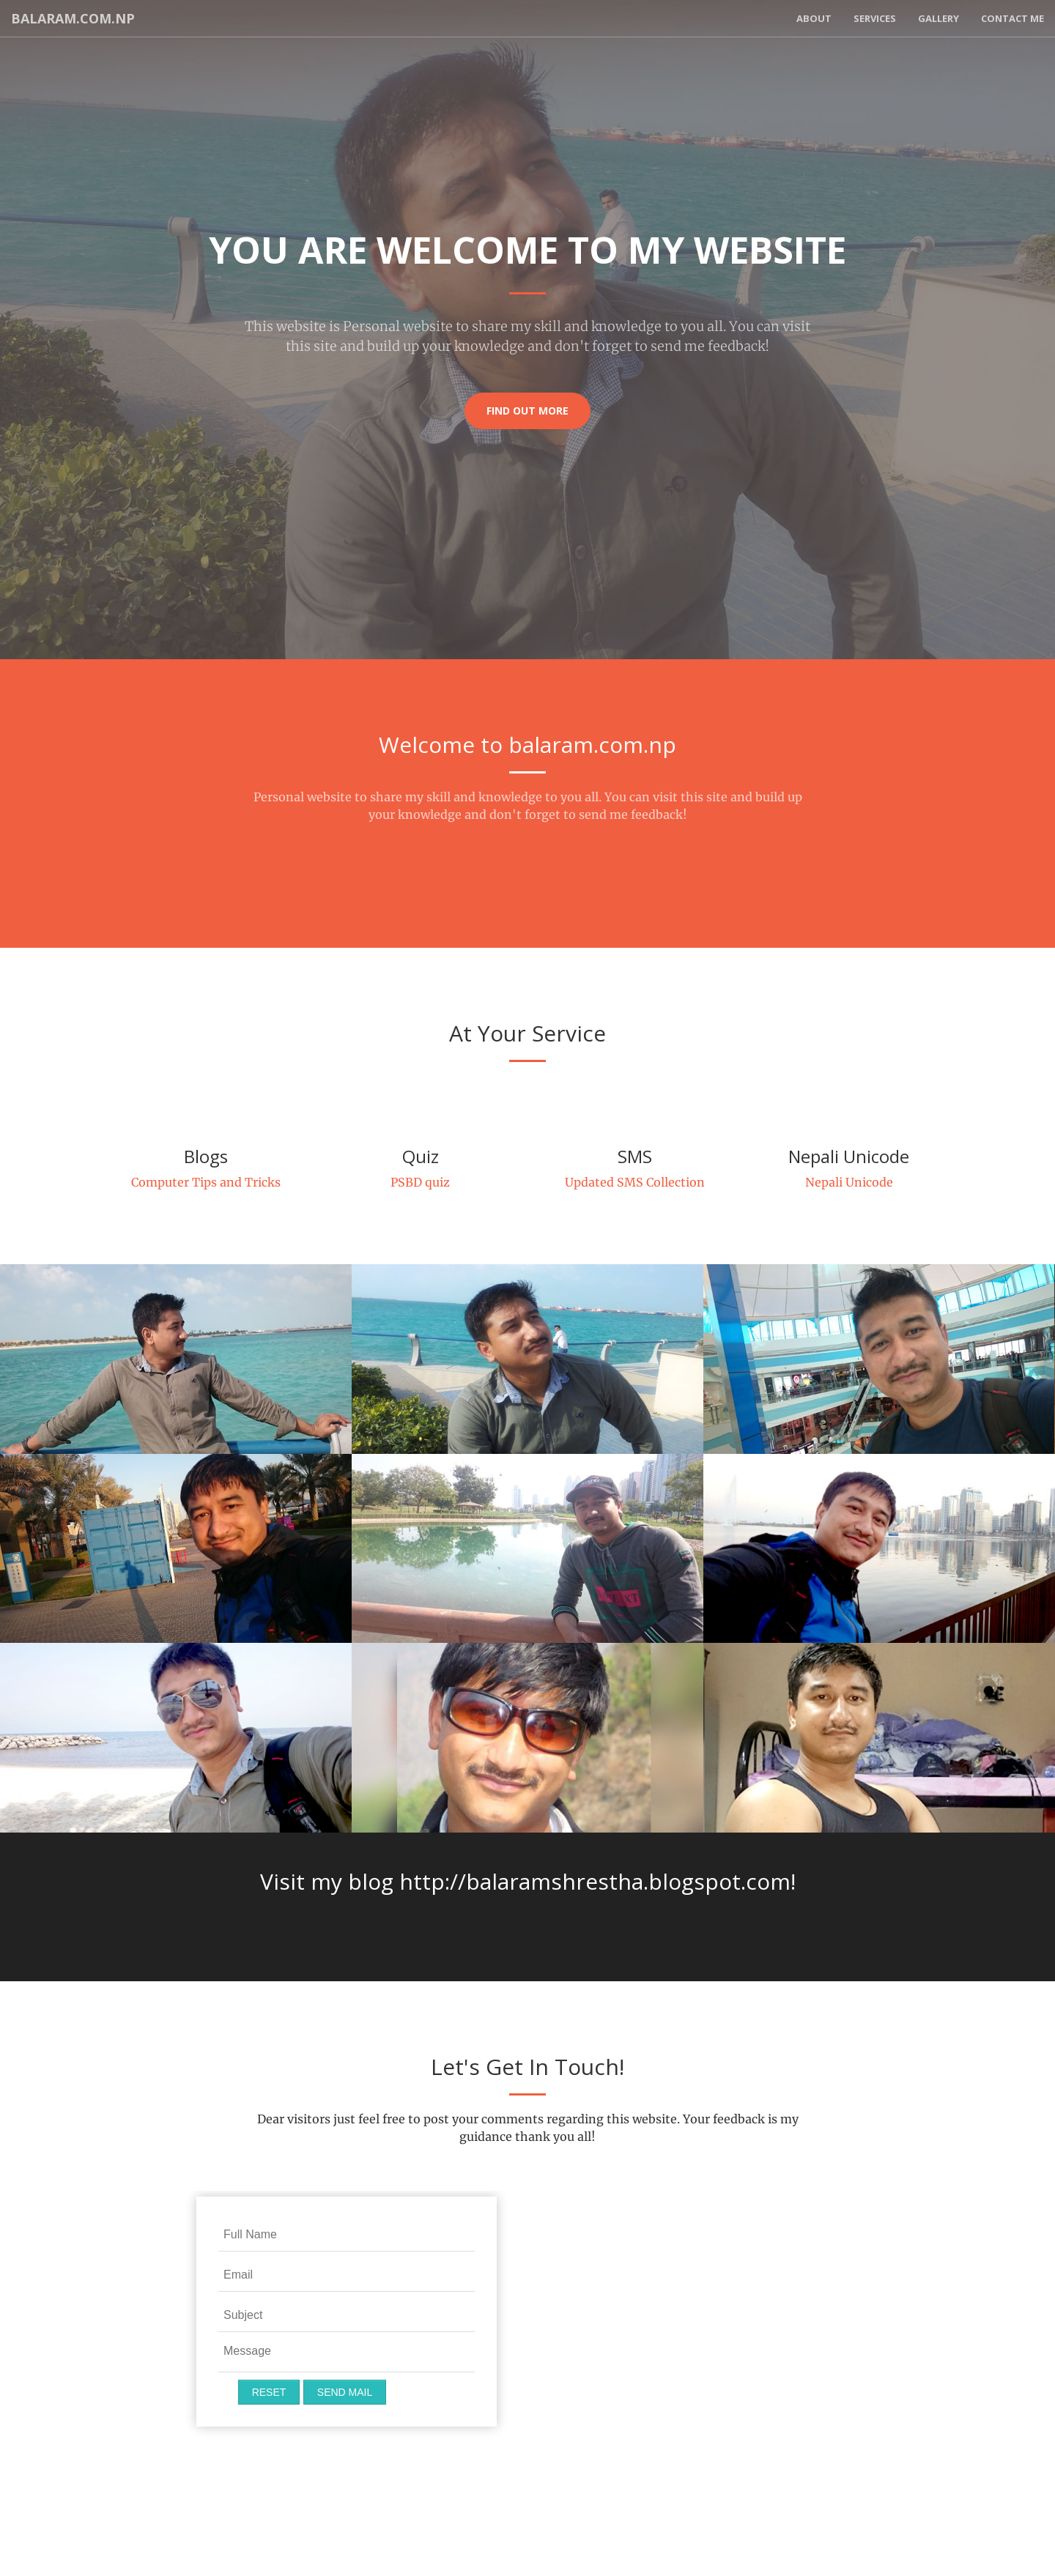 BALARAM.COM.NP
ABOUT SERVICES GALLERY CONTACT ME
YOU ARE WELCOME TO MY WEBSITE
This website is Personal website to share my skill and knowledge to you all. You can visit
this site and build up your knowledge and don't forget to send me feedback!
FIND OUT MORE
Welcome to balaram.com.np
Personal website to share my skill and knowledge to you all. You can visit this site and build up
your knowledge and don't forget to send me feedback!
At Your Service
Blogs
Computer Tips and Tricks
Quiz
PSBD quiz
SMS
Updated SMS Collection
Nepali Unicode
Nepali Unicode
Visit my blog http://balaramshrestha.blogspot.com!
Let's Get In Touch!
Dear visitors just feel free to post your comments regarding this website. Your feedback is my
guidance thank you all!
Full Name
Email
Subject
Message
RESET SEND MAIL